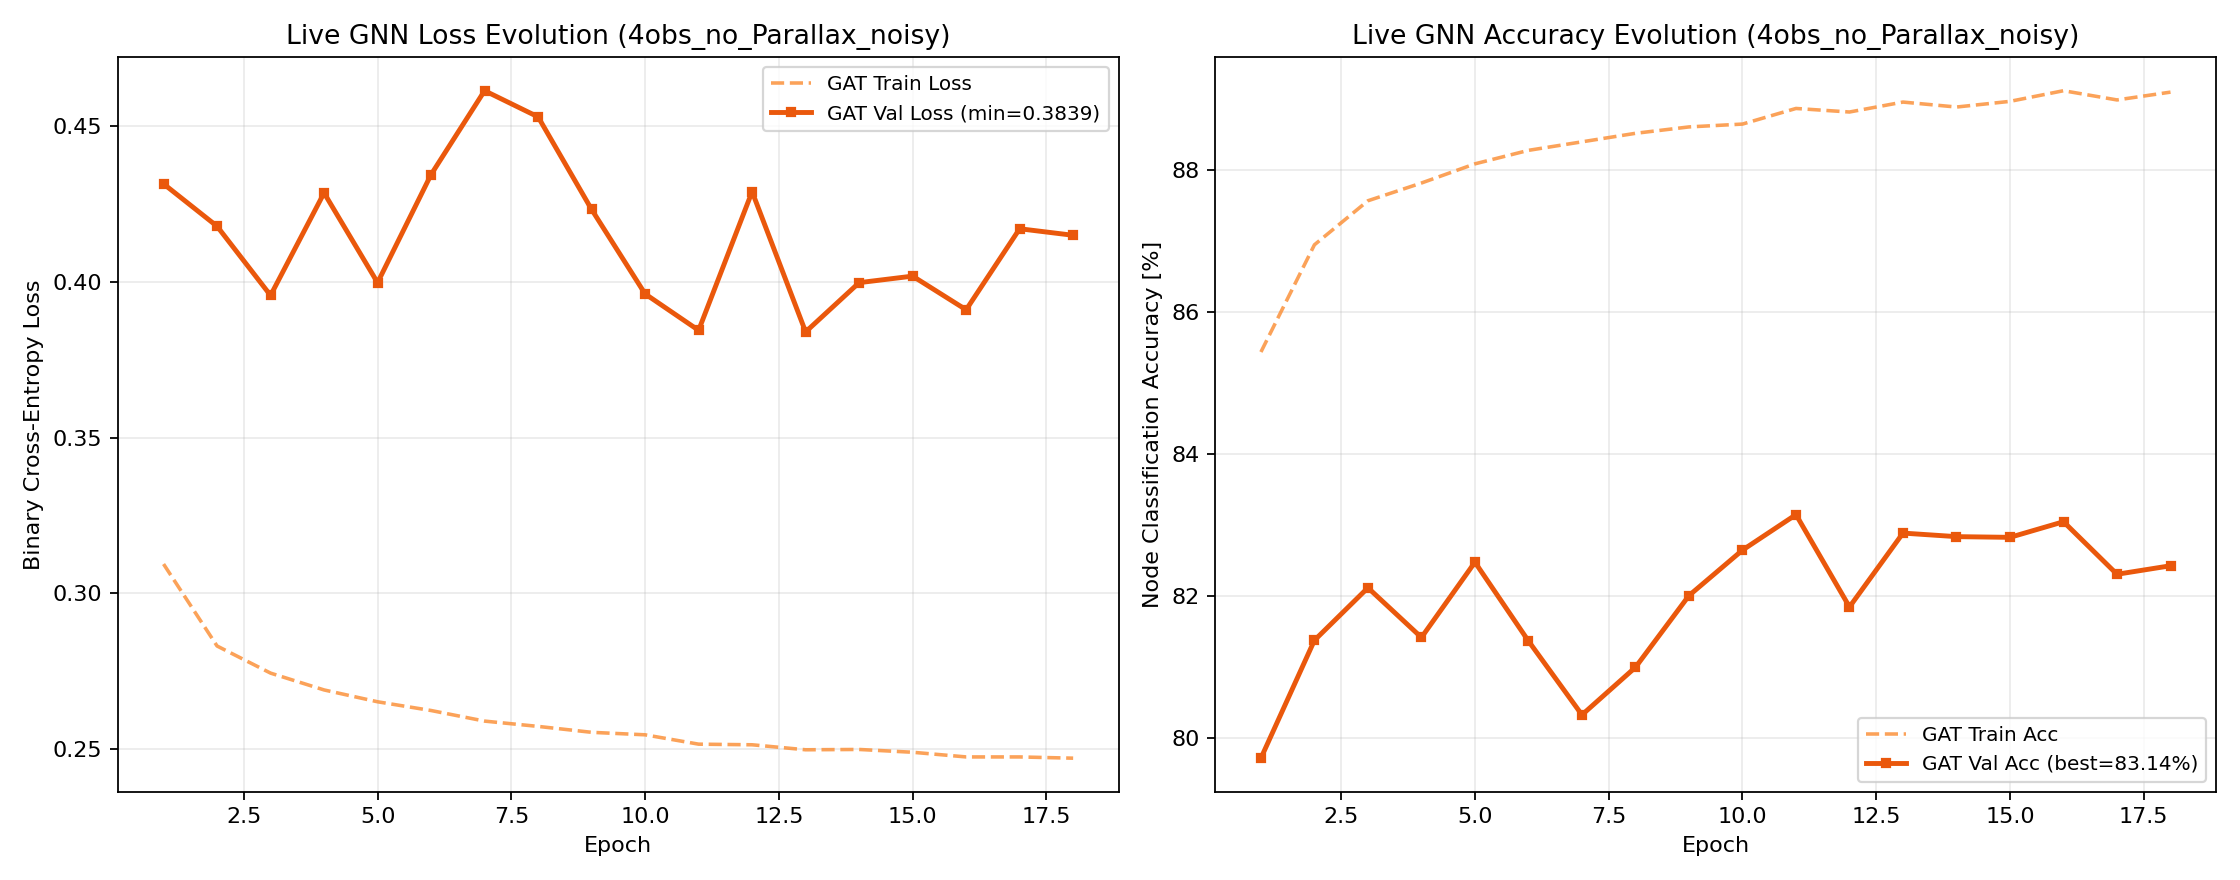 Live GNN Loss Evolution (4obs_no_Parallax_noisy)
GAT Train Loss
GAT Val Loss (min=0.3839)
Binary Cross-Entropy Loss
0.45
0.40
0.35
0.30
0.25
2.5 5.0 7.5 10.0 12.5 15.0 17.5
Epoch
Live GNN Accuracy Evolution (4obs_no_Parallax_noisy)
Node Classification Accuracy [%]
88
86
84
82
80
GAT Train Acc
GAT Val Acc (best=83.14%)
2.5 5.0 7.5 10.0 12.5 15.0 17.5
Epoch